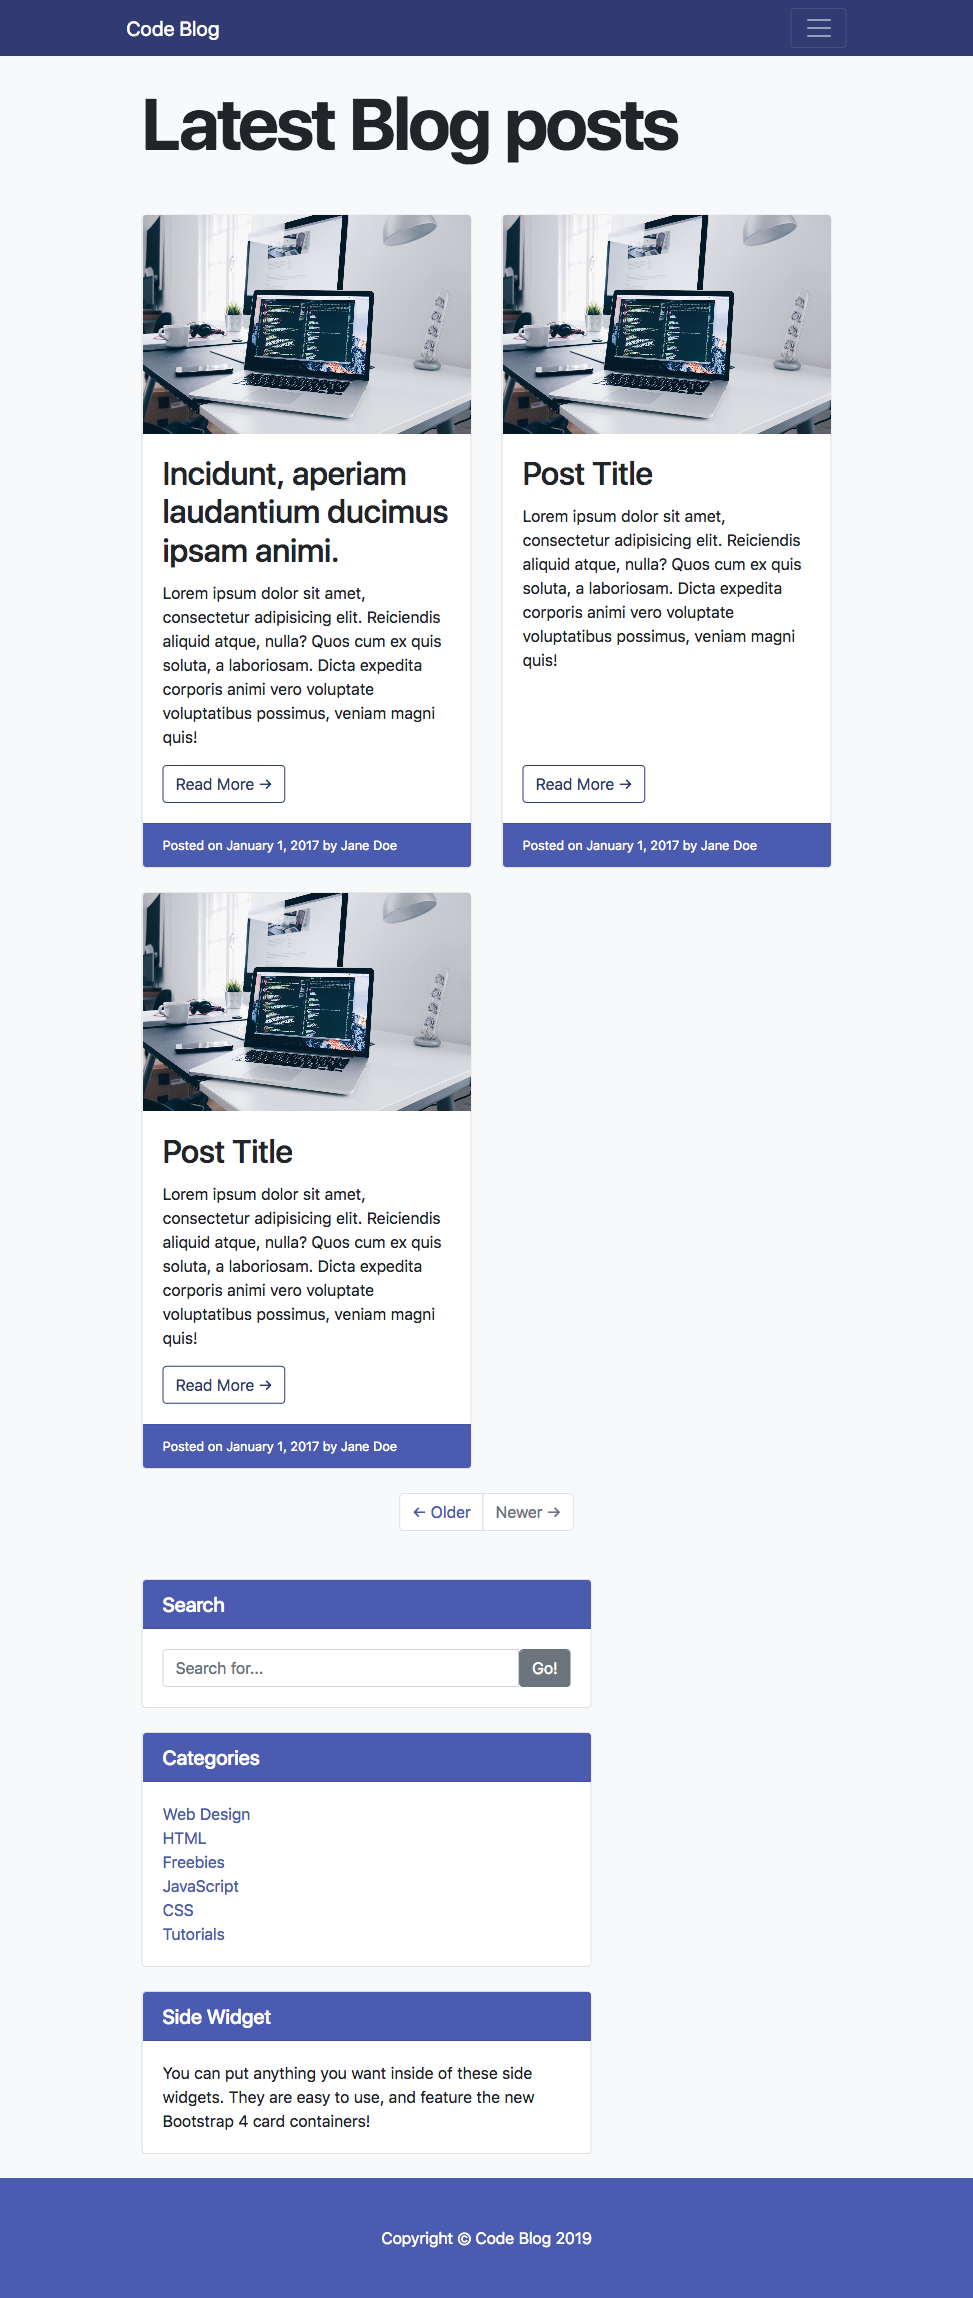 Code Blog
Latest Blog posts
Incidunt, aperiam
laudantium ducimus
ipsam animi.
Lorem ipsum dolor sit amet,
consectetur adipisicing elit. Reiciendis
aliquid atque, nulla? Quos cum ex quis
soluta, a laboriosam. Dicta expedita
corporis animi vero voluptate
voluptatibus possimus, veniam magni
quis!
Read More →
Posted on January 1, 2017 by Jane Doe
Post Title
Lorem ipsum dolor sit amet,
consectetur adipisicing elit. Reiciendis
aliquid atque, nulla? Quos cum ex quis
soluta, a laboriosam. Dicta expedita
corporis animi vero voluptate
voluptatibus possimus, veniam magni
quis!
Read More →
Posted on January 1, 2017 by Jane Doe
Post Title
Lorem ipsum dolor sit amet,
consectetur adipisicing elit. Reiciendis
aliquid atque, nulla? Quos cum ex quis
soluta, a laboriosam. Dicta expedita
corporis animi vero voluptate
voluptatibus possimus, veniam magni
quis!
Read More →
Posted on January 1, 2017 by Jane Doe
← Older
Newer →
Search
Search for...
Go!
Categories
Web Design
HTML
Freebies
JavaScript
CSS
Tutorials
Side Widget
You can put anything you want inside of these side
widgets. They are easy to use, and feature the new
Bootstrap 4 card containers!
Copyright © Code Blog 2019